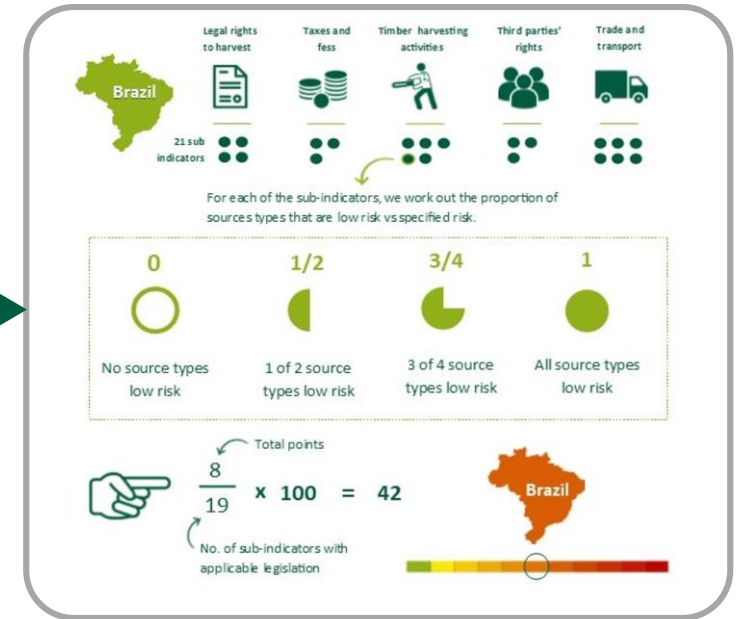 Legal rights
to harvest
Taxes and
fess
Timber harvesting
activities
Third parties'
rights
Trade and
transport
Brazil
21 sub
indicators
For each of the sub-indicators, we work out the proportion of
sources types that are low risk vs specified risk.
0
1/2
3/4
1
No source types
low risk
1 of 2 source
types low risk
3 of 4 source
types low risk
All source types
low risk
Total points
8
19
x 100 = 42
No. of sub-indicators with
applicable legislation
Brazil